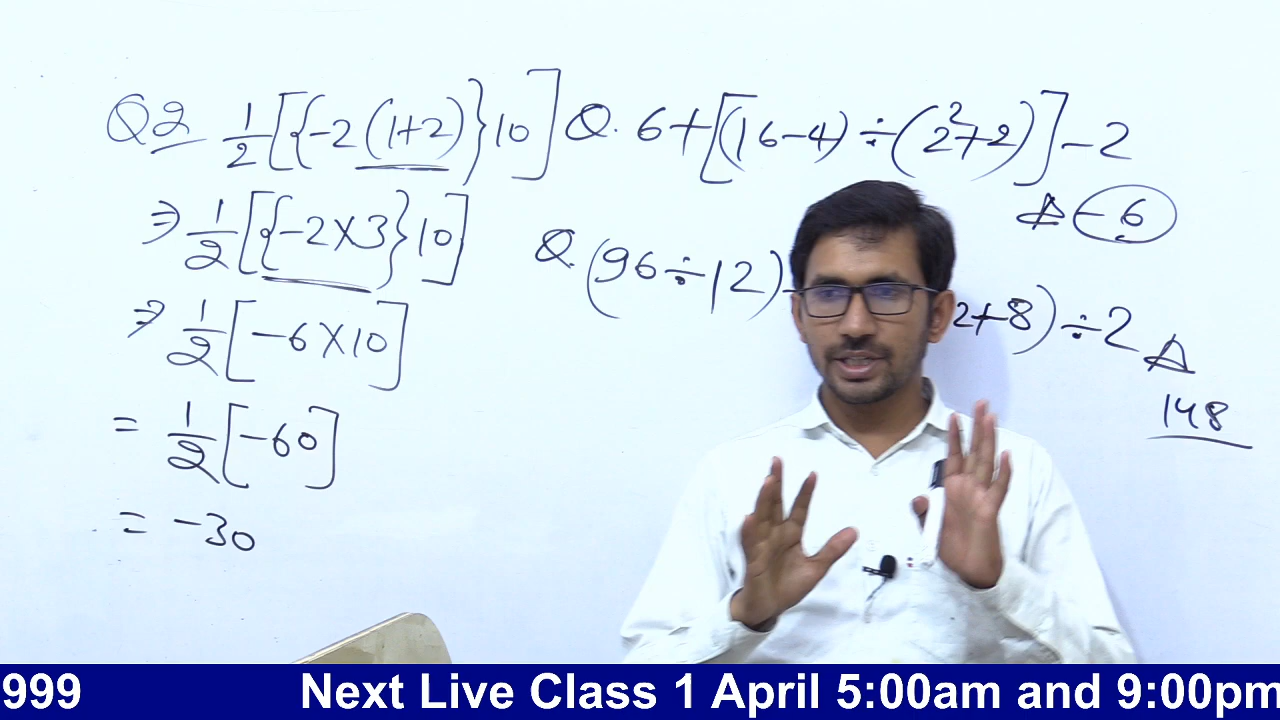 Q2 1/2[{-2(1+2)}10]
⇒ 1/2[{-2×3}10]
⇒ 1/2[-6×10]
= 1/2[-60]
= -30
Q. 6+[(16-4)÷(2²+2)]-2
A -6
Q. (96÷12)
2+8)÷2
A
148
999 Next Live Class 1 April 5:00am and 9:00pm